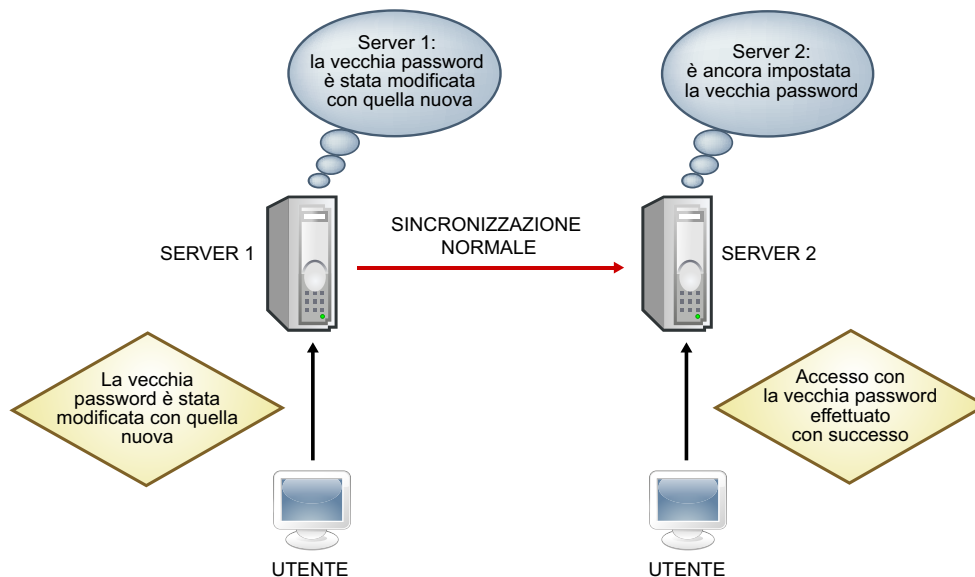 Server 1:
la vecchia password
è stata modificata
con quella nuova
Server 2:
è ancora impostata
la vecchia password
SERVER 1
SINCRONIZZAZIONE
NORMALE
SERVER 2
La vecchia
password è stata
modificata con quella
nuova
Accesso con
la vecchia password
effettuato
con successo
UTENTE
UTENTE